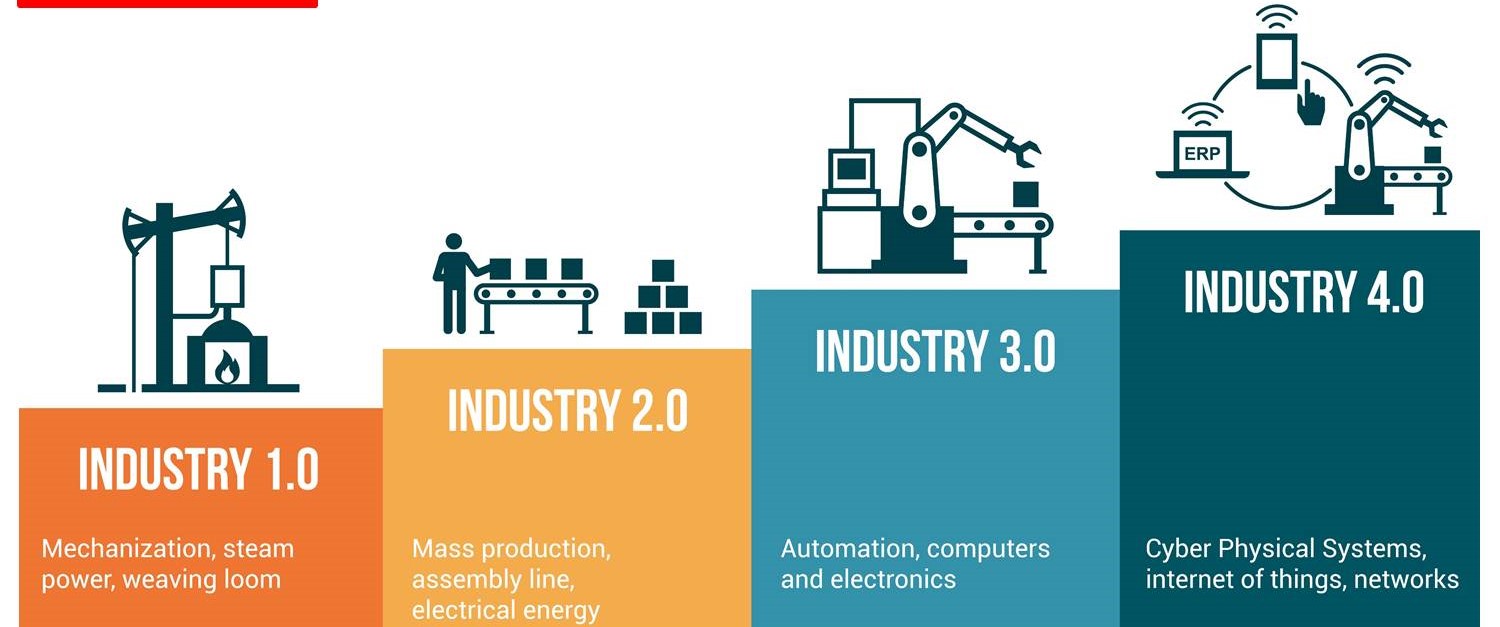 ERP
INDUSTRY 1.0
Mechanization, steam
power, weaving loom
INDUSTRY 2.0
Mass production,
assembly line,
electrical energy
INDUSTRY 3.0
Automation, computers
and electronics
INDUSTRY 4.0
Cyber Physical Systems,
internet of things, networks